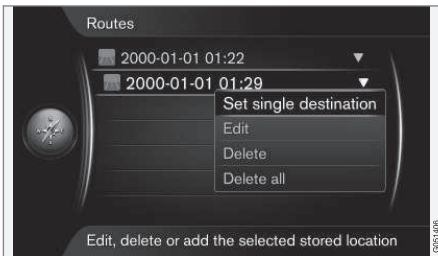 Routes
2000-01-01 01:22
2000-01-01 01:29
Set single destination
Edit
Delete
Delete all
Edit, delete or add the selected stored location
G051406